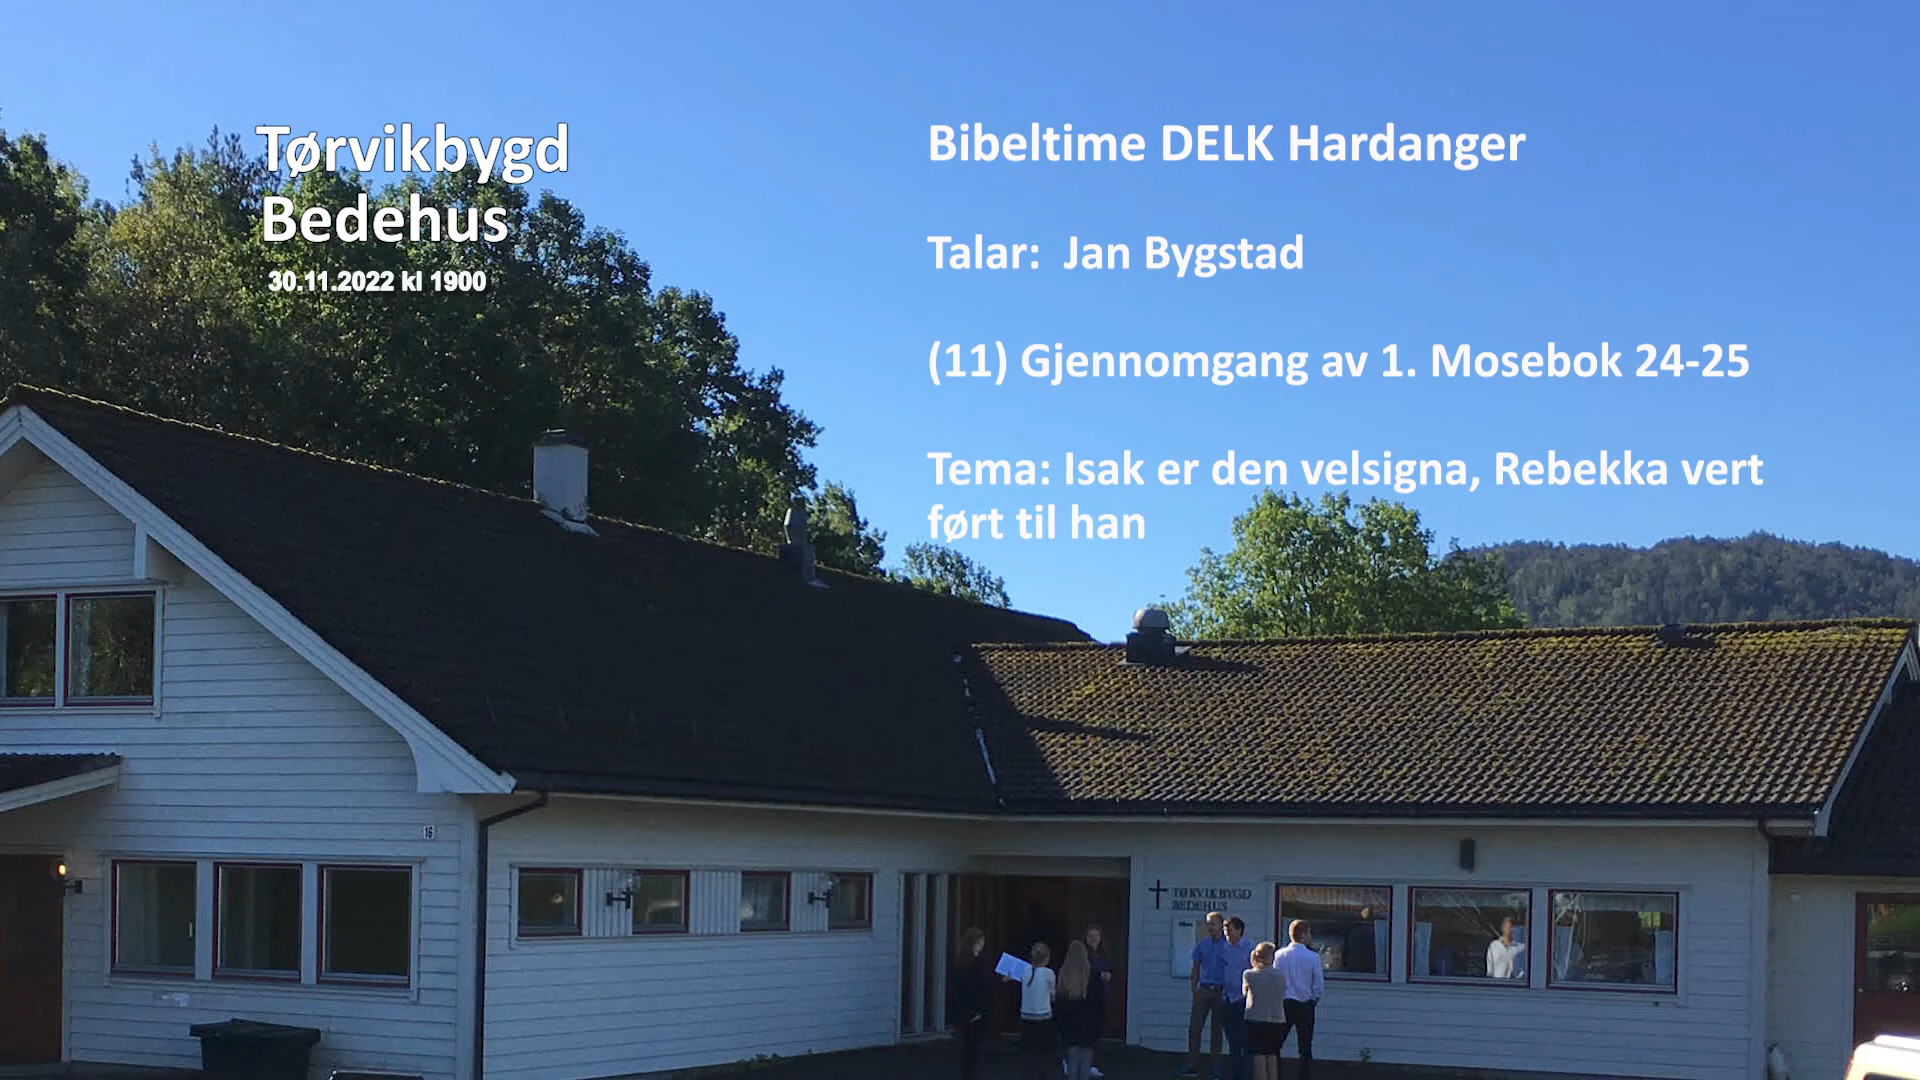 Tørvikbygd
Bedehus
30.11.2022 kl 1900
Bibeltime DELK Hardanger
Talar: Jan Bygstad
(11) Gjennomgang av 1. Mosebok 24-25
Tema: Isak er den velsigna, Rebekka vert
ført til han
16
TØRVIKBYGD
BEDEHUS